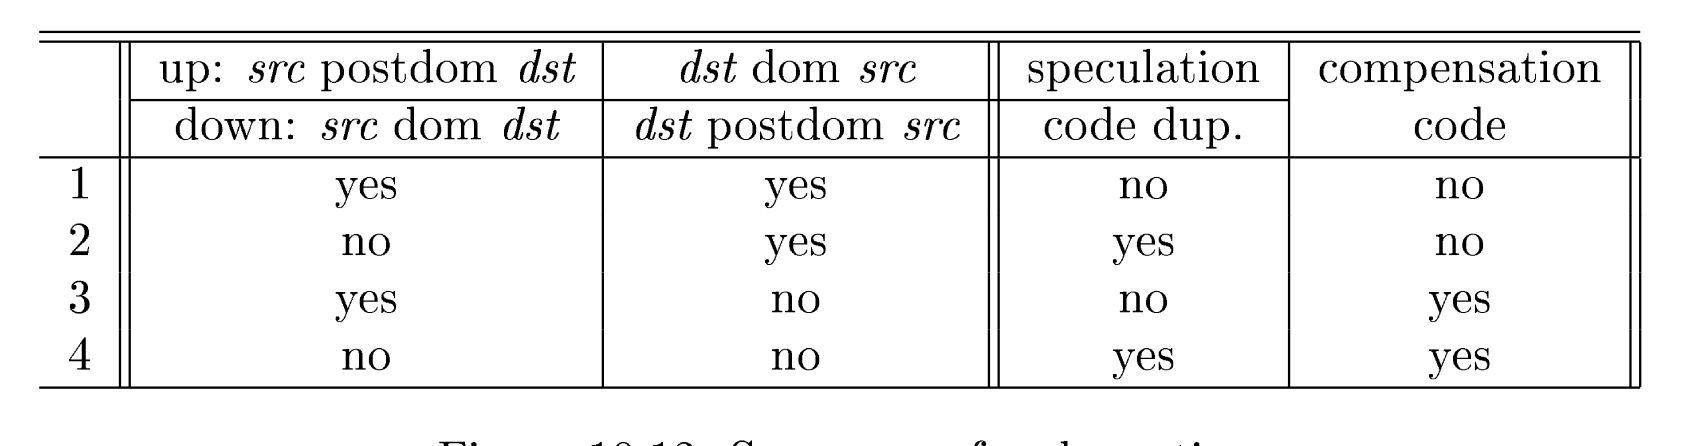 up: src postdom dst dst dom src speculation compensation
down: src dom dst dst postdom src code dup. code
1 yes yes no no
2 no yes yes no
3 yes no no yes
4 no no yes yes